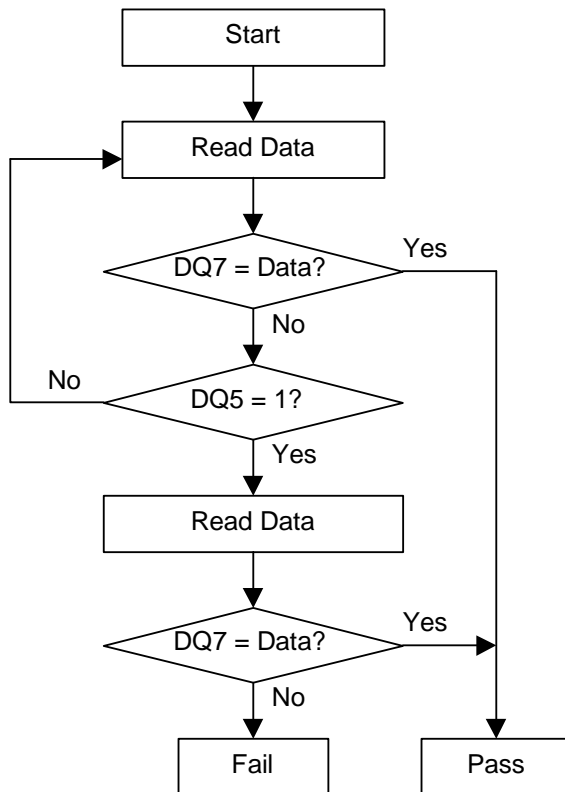 Start
Read Data
DQ7 = Data?
Yes
No
DQ5 = 1?
No
Yes
Read Data
DQ7 = Data?
Yes
No
Fail
Pass